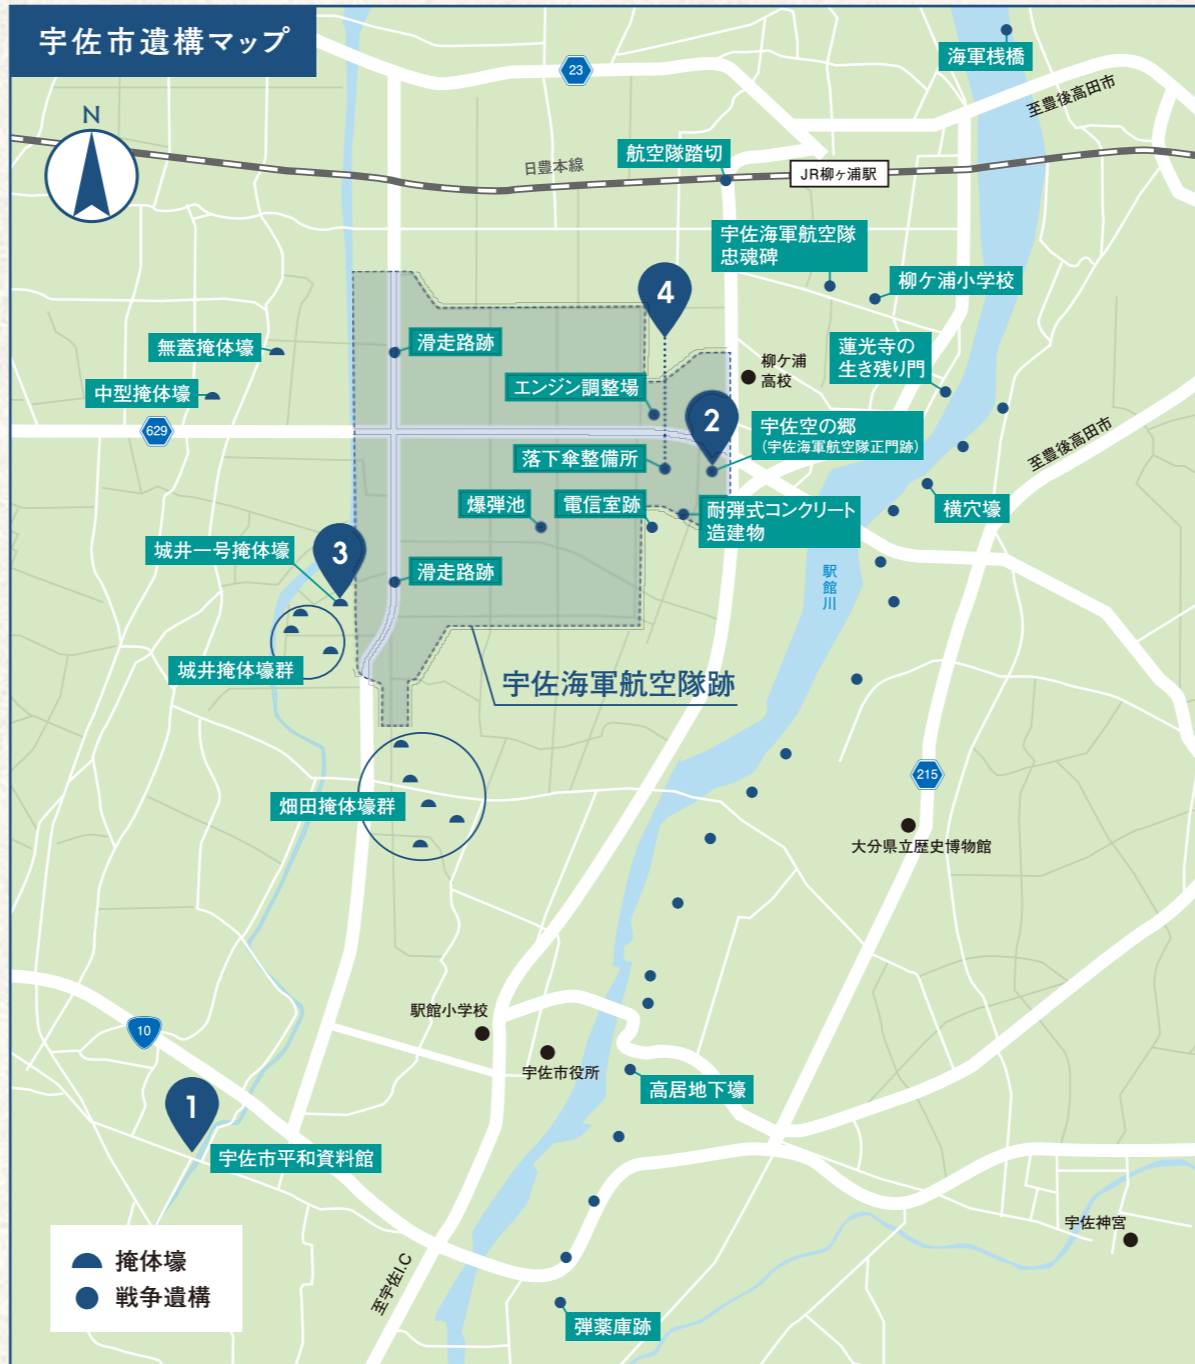 宇佐市遺構マップ
23
海軍桟橋
至豊後高田市
N
日豊本線
航空隊踏切
JR柳ヶ浦駅
宇佐海軍航空隊
忠魂碑
柳ケ浦小学校
4
無蓋掩体壕
滑走路跡
蓮光寺の
生き残り門
中型掩体壕
エンジン調整場
柳ケ浦
高校
629
2
宇佐空の郷
(宇佐海軍航空隊正門跡)
至豊後高田市
落下傘整備所
爆弾池
電信室跡
耐弾式コンクリート
造建物
横穴壕
城井一号掩体壕
3
滑走路跡
駅館川
城井掩体壕群
宇佐海軍航空隊跡
215
畑田掩体壕群
大分県立歴史博物館
駅館小学校
10
宇佐市役所
高居地下壕
1
宇佐市平和資料館
宇佐神宮
掩体壕
戦争遺構
至宇佐I.C
弾薬庫跡